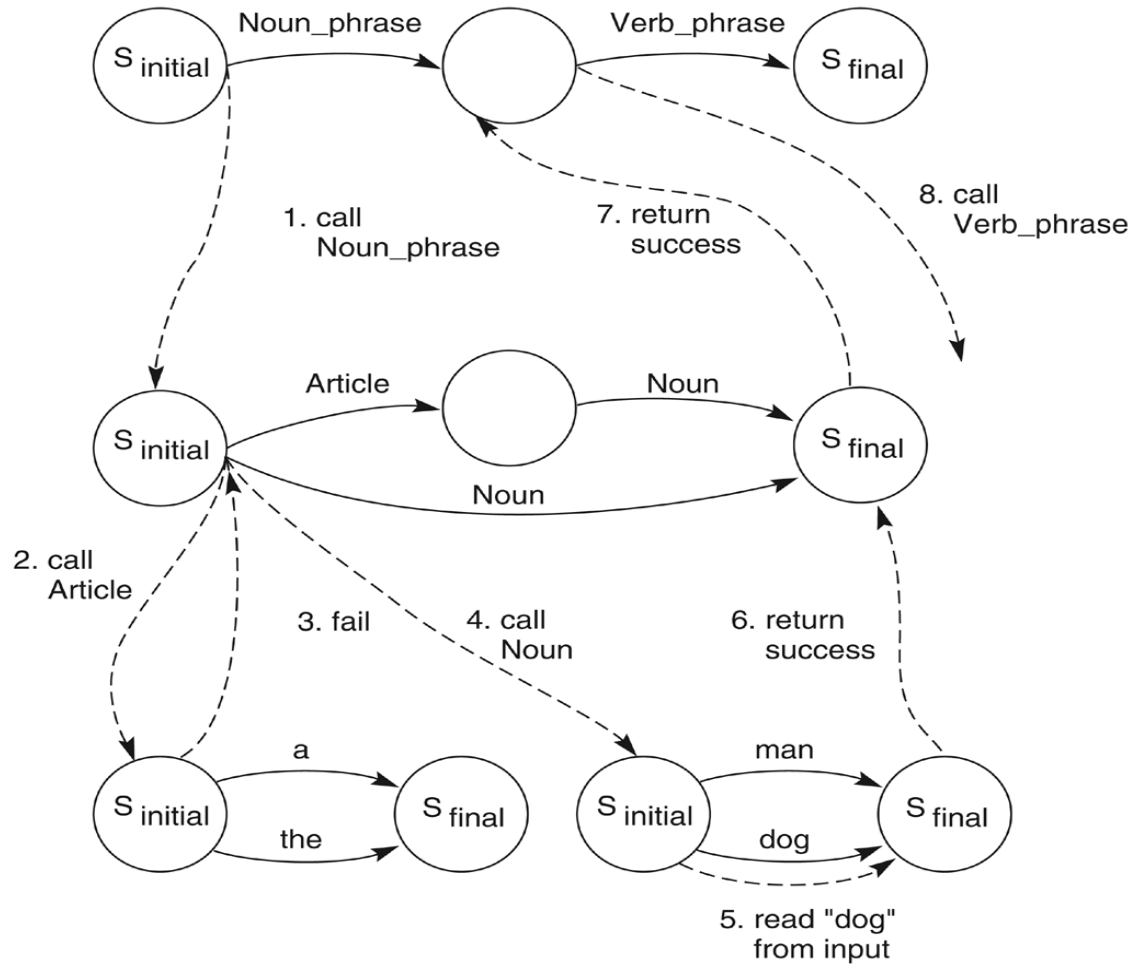 Noun_phrase
Verb_phrase
S initial
S final
1. call
Noun_phrase
7. return
success
8. call
Verb_phrase
Article
Noun
S initial
S final
Noun
2. call
Article
3. fail
4. call
Noun
6. return
success
a
man
S initial
S final
S initial
S final
the
dog
5. read "dog"
from input